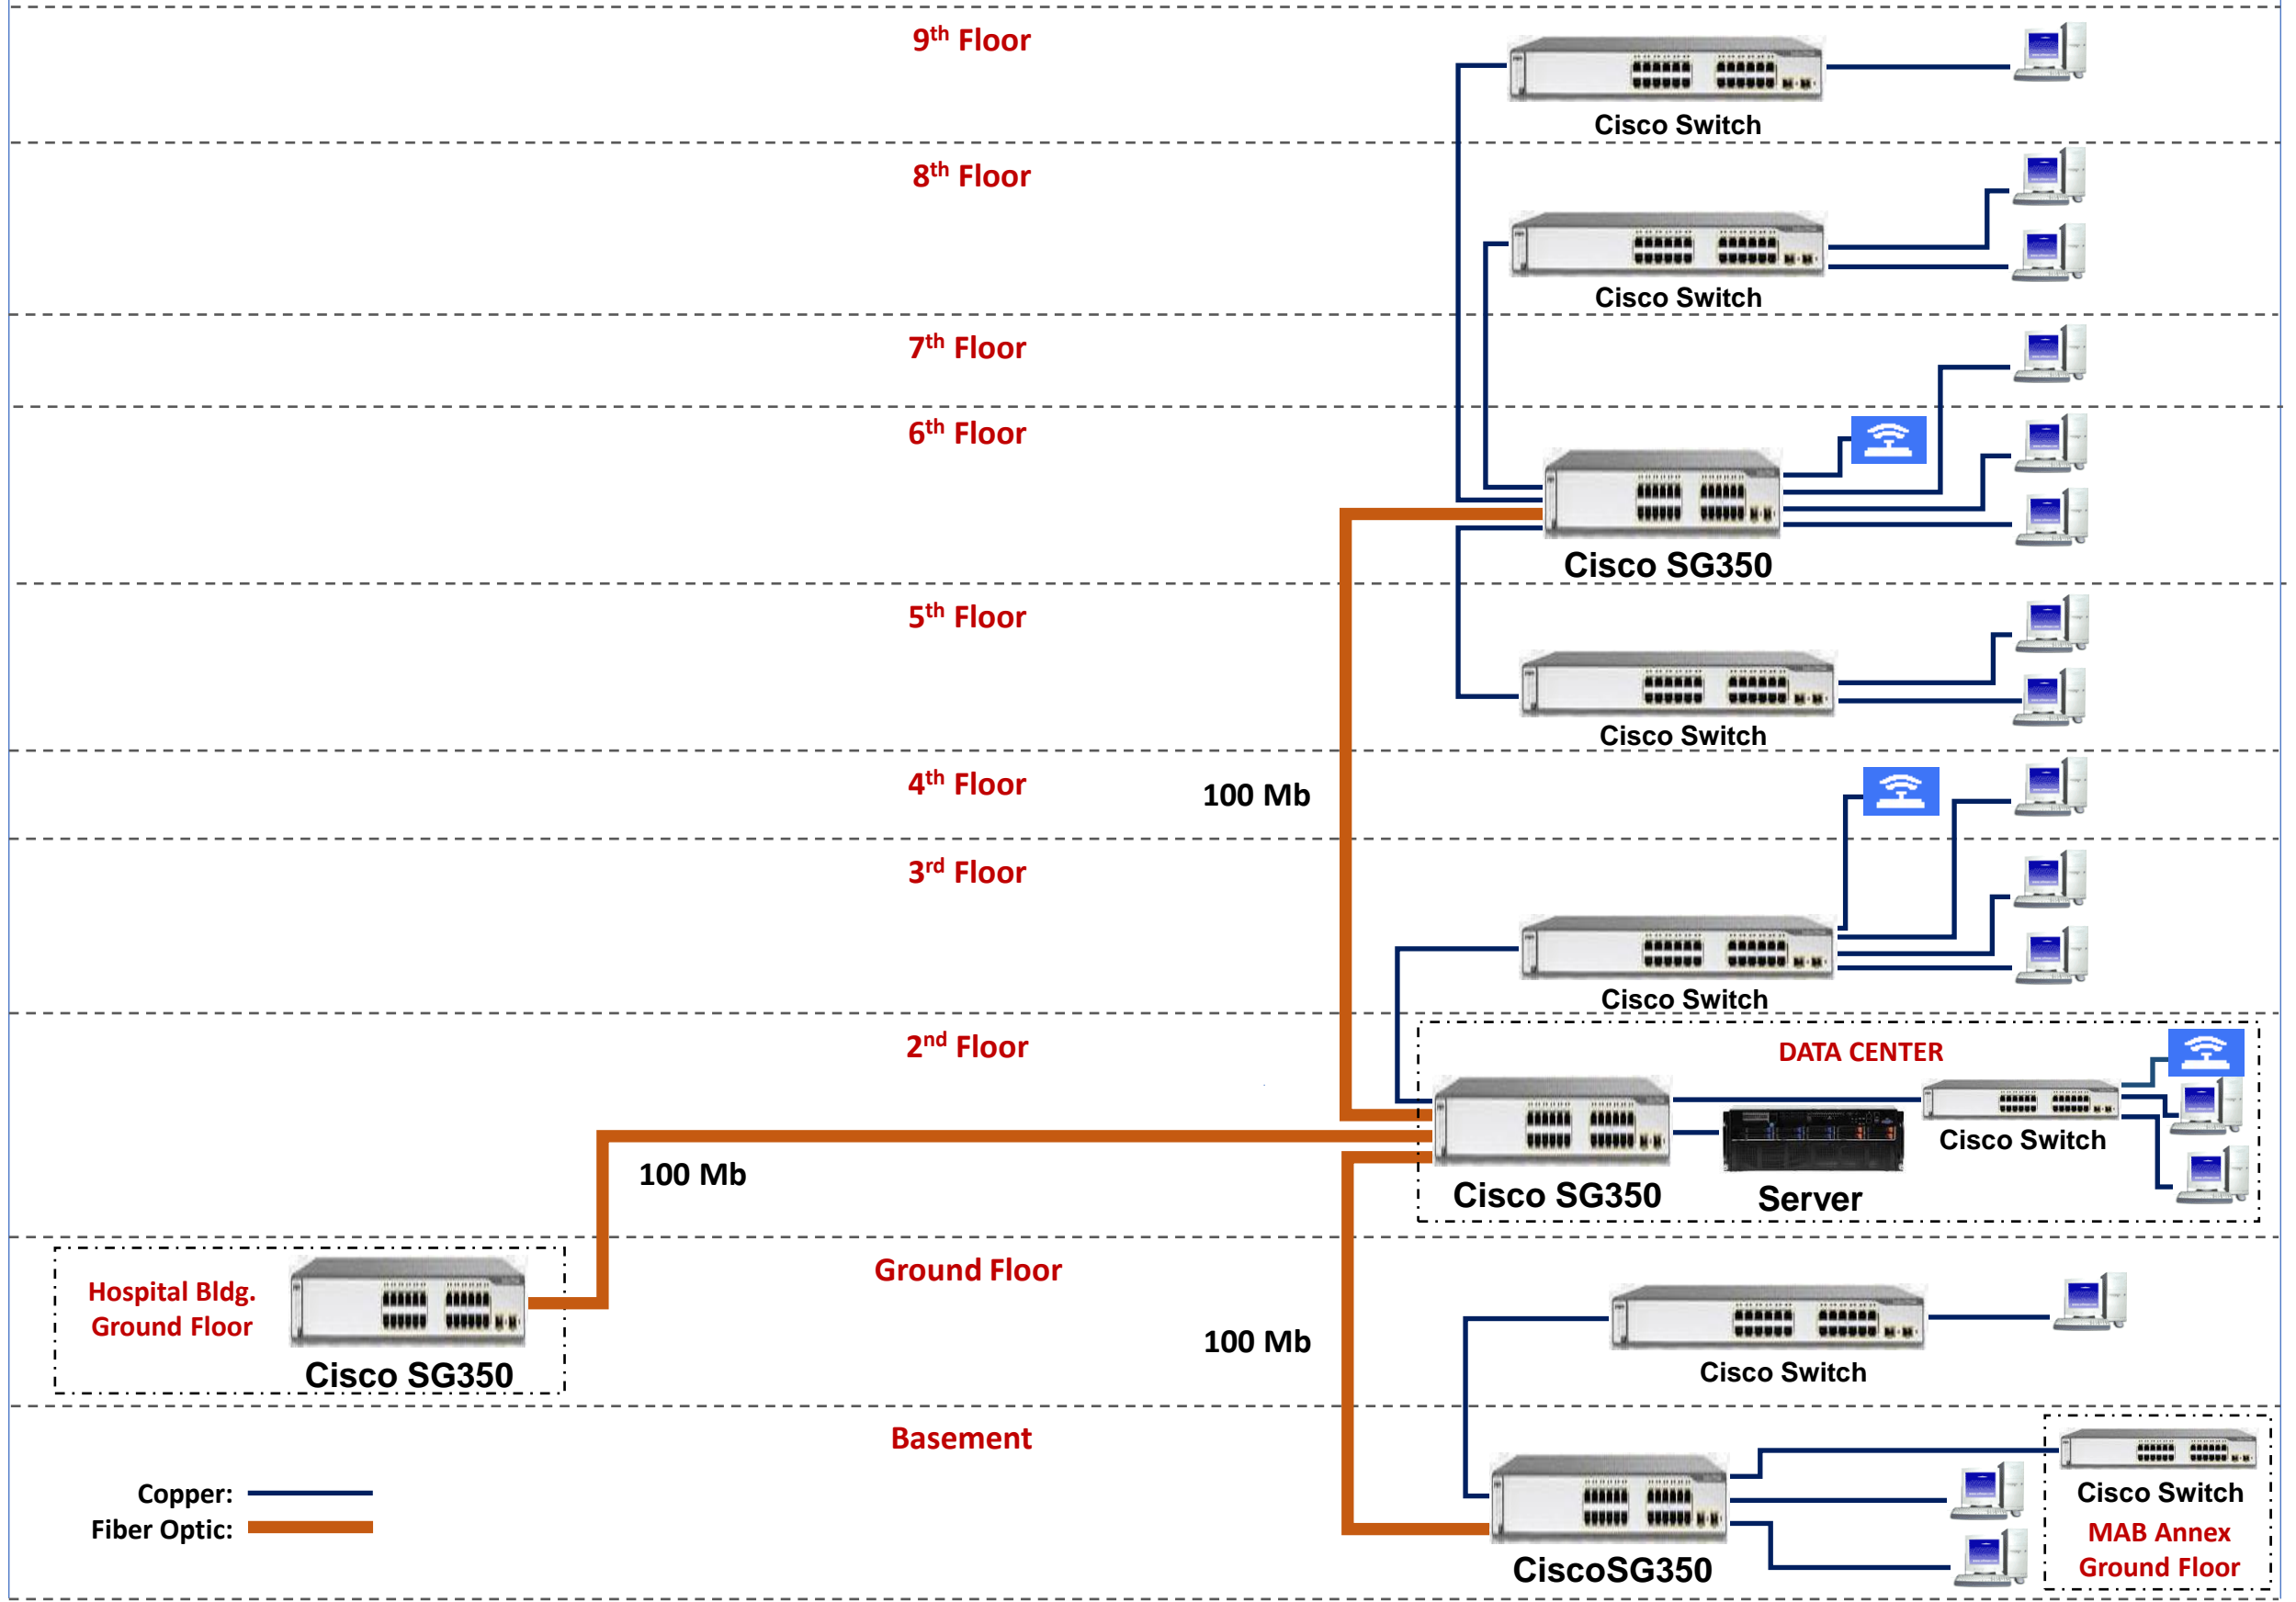 9th Floor
Cisco Switch
8th Floor
Cisco Switch
7th Floor
6th Floor
Cisco SG350
5th Floor
Cisco Switch
4th Floor
100 Mb
3rd Floor
Cisco Switch
2nd Floor
DATA CENTER
Cisco Switch
100 Mb
Cisco SG350
Server
Hospital Bldg.
Ground Floor
Cisco SG350
Ground Floor
100 Mb
Cisco Switch
Basement
Copper:
Fiber Optic:
CiscoSG350
Cisco Switch
MAB Annex
Ground Floor